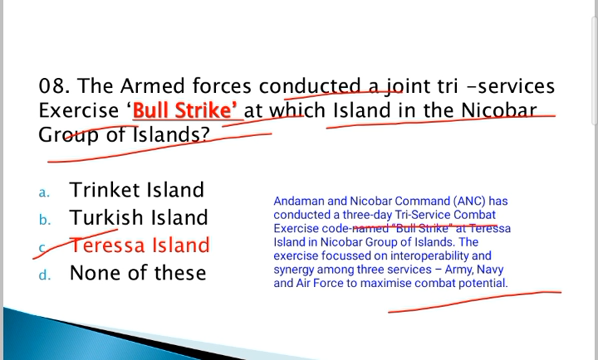 08. The Armed forces conducted a joint tri –services
Exercise ‘Bull Strike’ at which Island in the Nicobar
Group of Islands?
a. Trinket Island
b. Turkish Island
c. Teressa Island
d. None of these
Andaman and Nicobar Command (ANC) has
conducted a three-day Tri-Service Combat
Exercise code-named "Bull Strike" at Teressa
Island in Nicobar Group of Islands. The
exercise focussed on interoperability and
synergy among three services – Army, Navy
and Air Force to maximise combat potential.